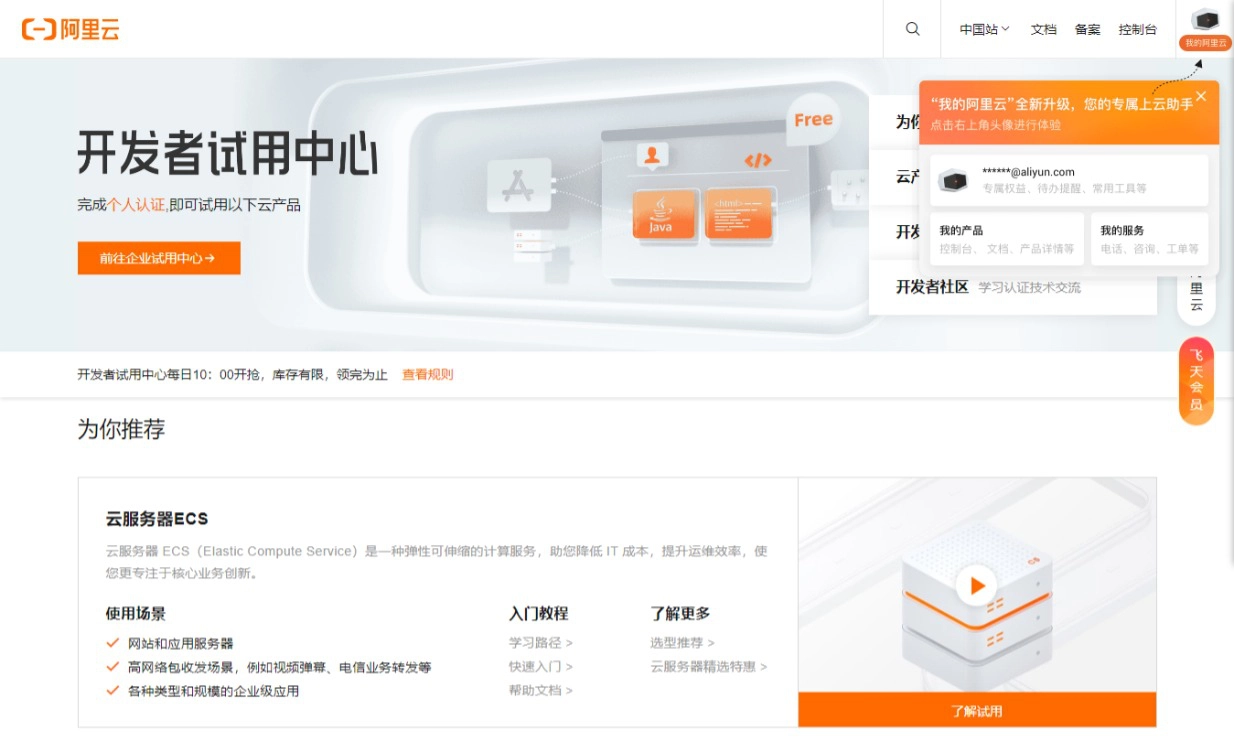 阿里云
中国站
文档
备案
控制台
我的阿里云
“我的阿里云”全新升级，您的专属上云助手
点击右上角头像进行体验
******@aliyun.com
专属权益、待办提醒、常用工具等
我的产品
控制台、 文档、产品详情等
我的服务
电话、咨询、工单等
开发者试用中心
完成个人认证,即可试用以下云产品
前往企业试用中心→
Free
</>
Java
<html>
为你
云产
开发
开发者社区 学习认证技术交流
里云
飞天会员
开发者试用中心每日10：00开抢，库存有限，领完为止 查看规则
为你推荐
云服务器ECS
云服务器 ECS（Elastic Compute Service）是一种弹性可伸缩的计算服务，助您降低 IT 成本，提升运维效率，使
您更专注于核心业务创新。
使用场景
网站和应用服务器
高网络包收发场景，例如视频弹幕、电信业务转发等
各种类型和规模的企业级应用
入门教程
学习路径 >
快速入门 >
帮助文档 >
了解更多
选型推荐 >
云服务器精选特惠 >
了解试用